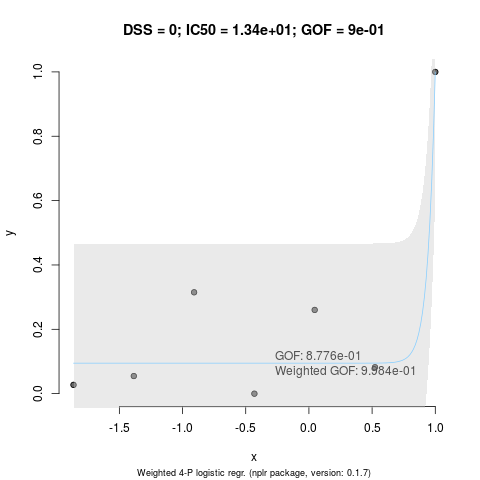 DSS = 0; IC50 = 1.34e+01; GOF = 9e-01
1.0
0.8
0.6
y
0.4
0.2
GOF: 8.776e-01
Weighted GOF: 9.984e-01
0.0
-1.5 -1.0 -0.5 0.0 0.5 1.0
x
Weighted 4-P logistic regr. (nplr package, version: 0.1.7)